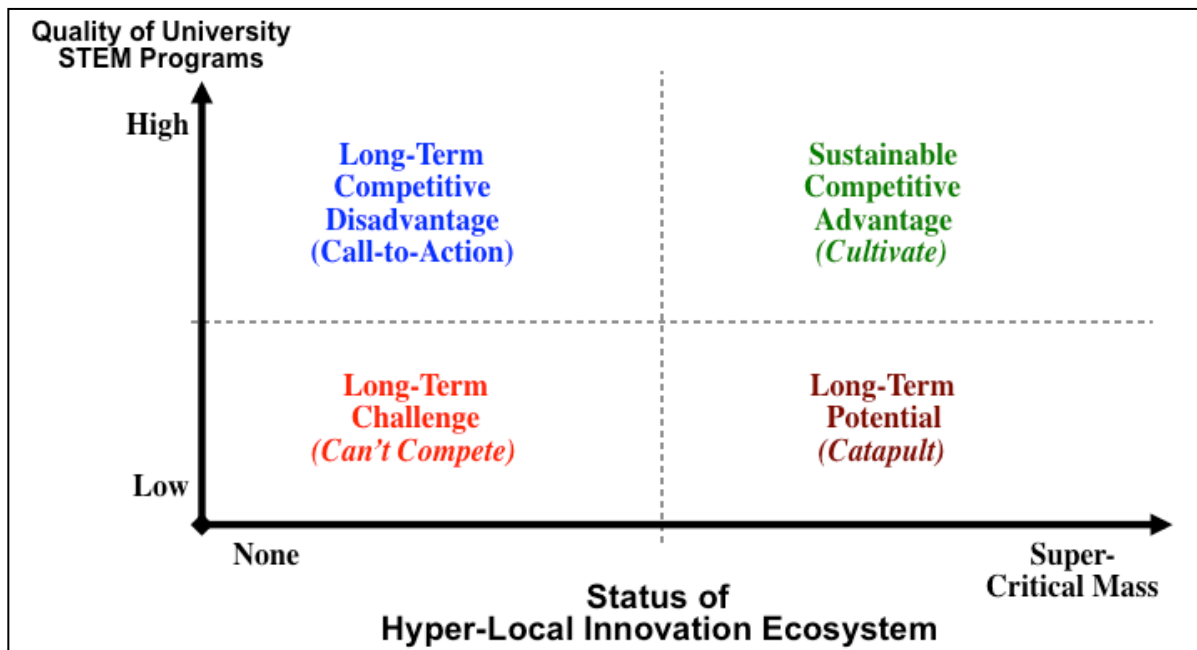 Quality of University
STEM Programs
High
Long-Term
Competitive
Disadvantage
(Call-to-Action)
Sustainable
Competitive
Advantage
(Cultivate)
Long-Term
Challenge
(Can't Compete)
Long-Term
Potential
(Catapult)
Low
None
Super-
Critical Mass
Status of
Hyper-Local Innovation Ecosystem